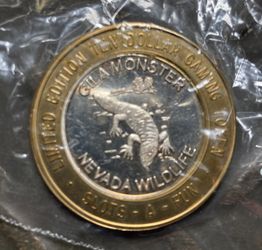 LIMITED EDITION TEN DOLLAR GAMING TOKEN
GILA MONSTER
NEVADA WILDLIFE
SLOTS - A - FUN